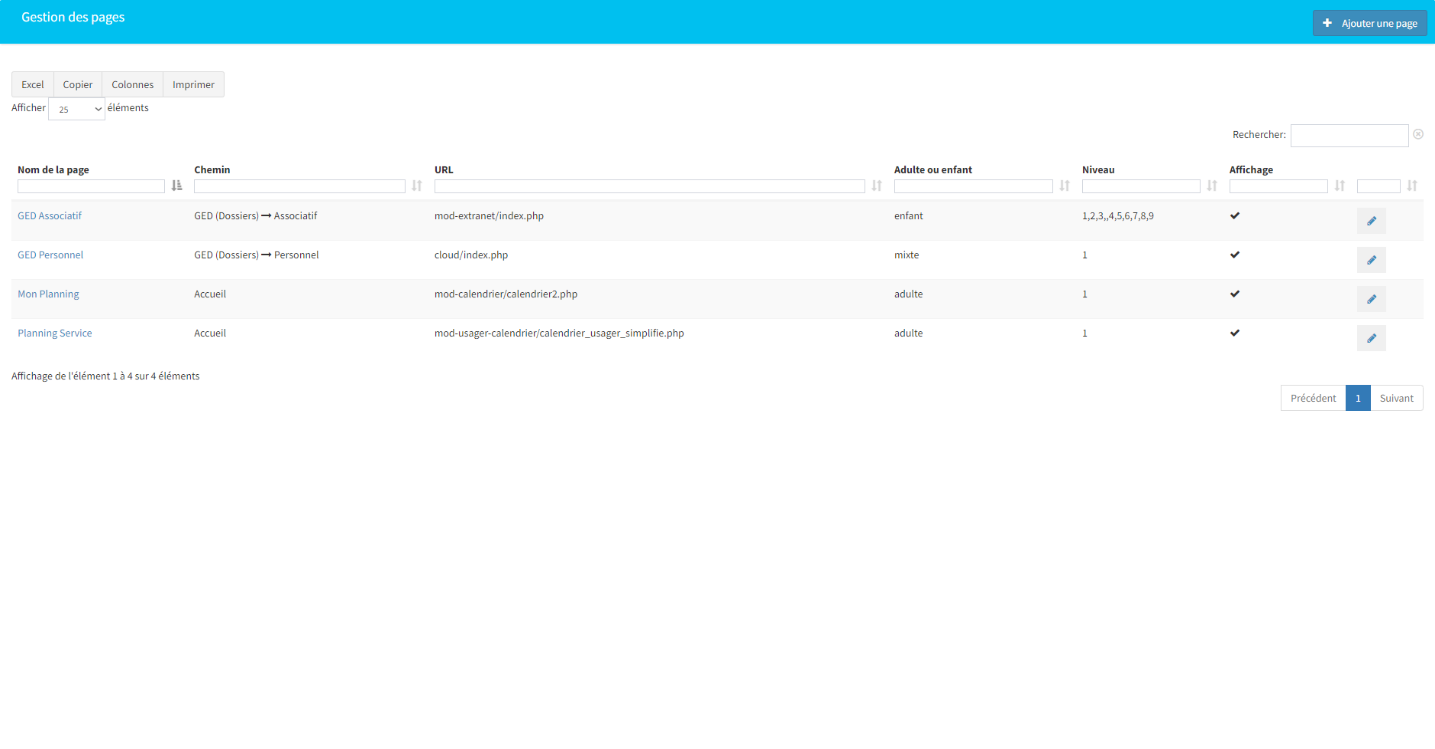 Gestion des pages
Ajouter une page
Excel Copier Colonnes Imprimer
Afficher 25 éléments
Rechercher:
Nom de la page Chemin URL Adulte ou enfant Niveau Affichage
GED Associatif GED (Dossiers) ➞ Associatif mod-extranet/index.php enfant 1,2,3,,4,5,6,7,8,9
GED Personnel GED (Dossiers) ➞ Personnel cloud/index.php mixte 1
Mon Planning Accueil mod-calendrier/calendrier2.php adulte 1
Planning Service Accueil mod-usager-calendrier/calendrier_usager_simplifie.php adulte 1
Affichage de l'élément 1 à 4 sur 4 éléments
Précédent 1 Suivant